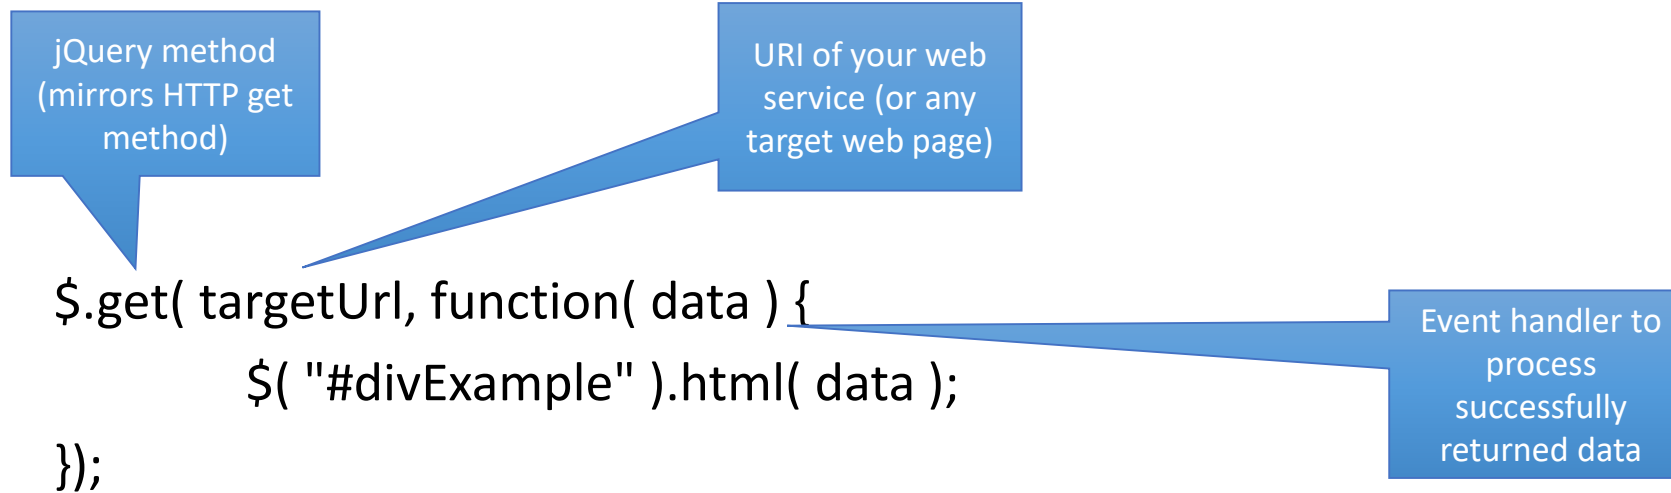 jQuery method
(mirrors HTTP get
method)
URI of your web
service (or any
target web page)
$.get( targetUrl, function( data ) {
$( "#divExample" ).html( data );
});
Event handler to
process
successfully
returned data